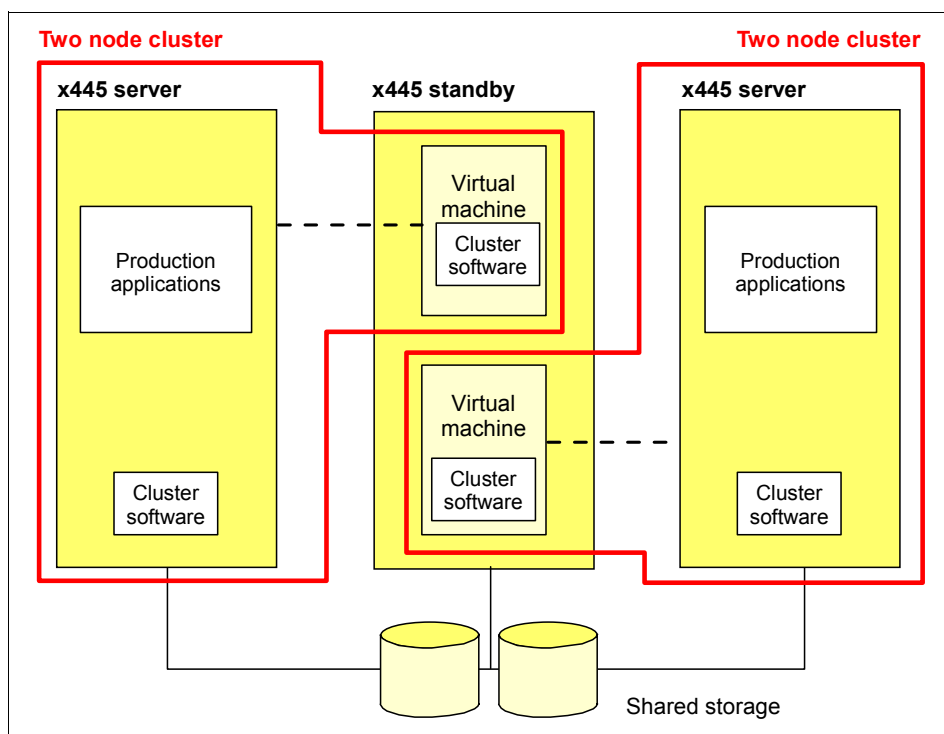 Two node cluster
Two node cluster
x445 server
x445 standby
x445 server
Production
applications
Virtual
machine
Cluster
software
Production
applications
Virtual
machine
Cluster
software
Cluster
software
Cluster
software
Shared storage